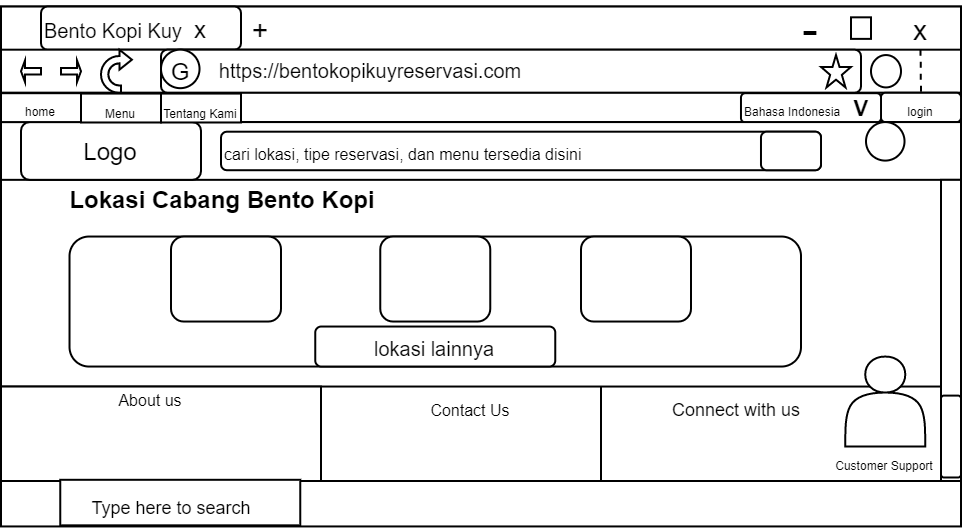 Bento Kopi Kuy X +
- X
G https://bentokopikuyreservasi.com
home Menu Tentang Kami Bahasa Indonesia V login
Logo cari lokasi, tipe reservasi, dan menu tersedia disini
Lokasi Cabang Bento Kopi
lokasi lainnya
About us Contact Us Connect with us
Customer Support
Type here to search